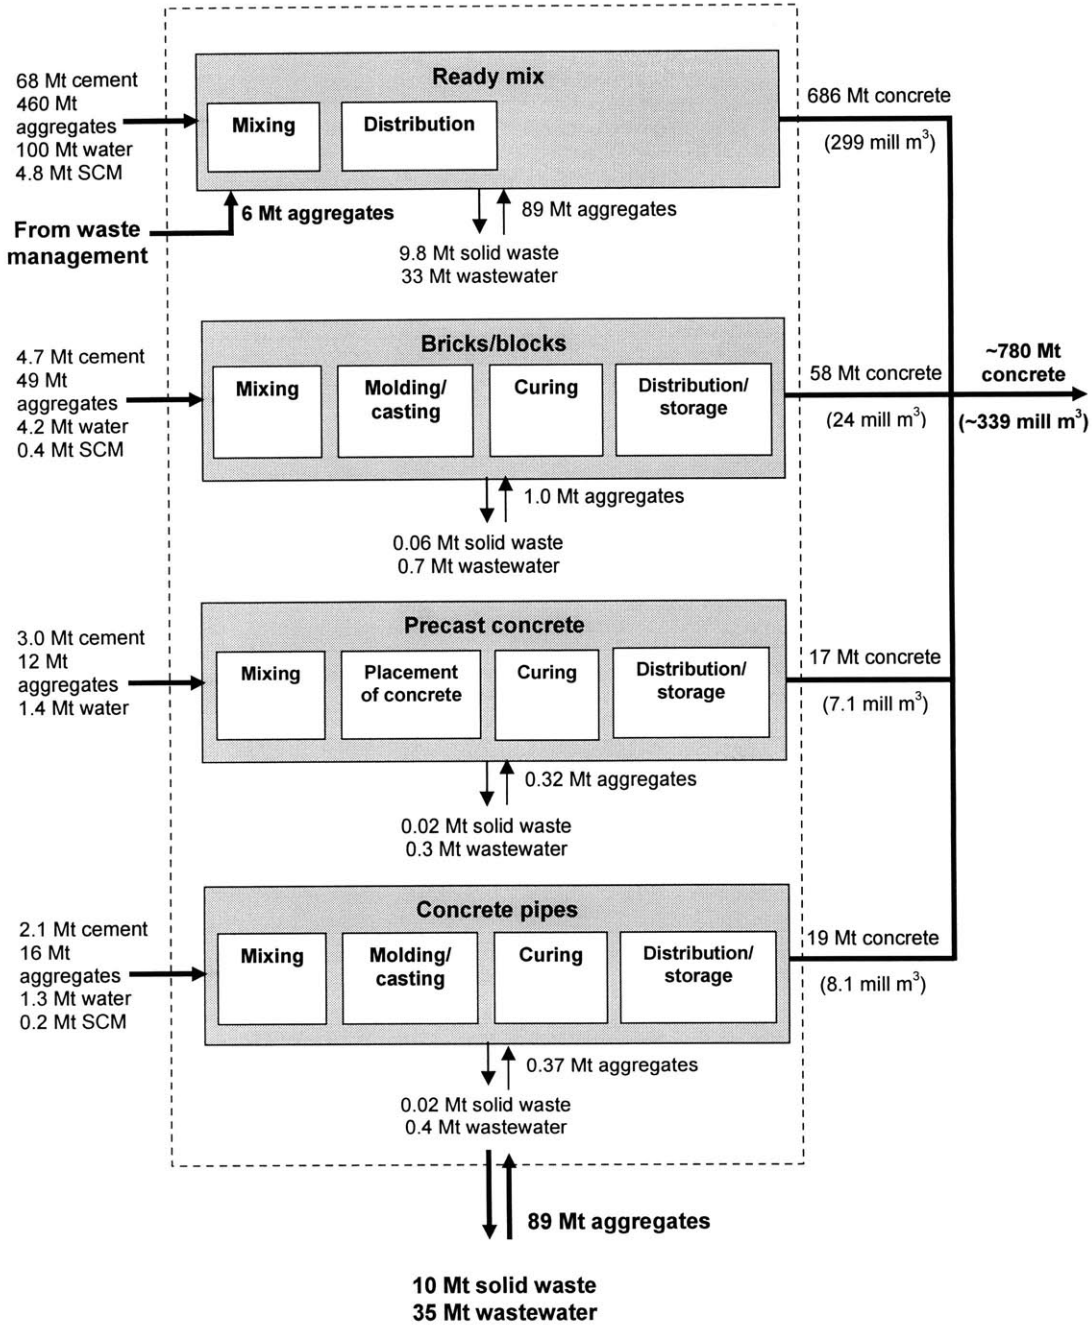 Ready mix
68 Mt cement
460 Mt
aggregates
100 Mt water
4.8 Mt SCM
Mixing
Distribution
686 Mt concrete
(299 mill m³)
From waste
management
6 Mt aggregates
89 Mt aggregates
9.8 Mt solid waste
33 Mt wastewater
Bricks/blocks
4.7 Mt cement
49 Mt
aggregates
4.2 Mt water
0.4 Mt SCM
Mixing
Molding/
casting
Curing
Distribution/
storage
58 Mt concrete
(24 mill m³)
~780 Mt
concrete
(~339 mill m³)
1.0 Mt aggregates
0.06 Mt solid waste
0.7 Mt wastewater
Precast concrete
3.0 Mt cement
12 Mt
aggregates
1.4 Mt water
Mixing
Placement
of concrete
Curing
Distribution/
storage
17 Mt concrete
(7.1 mill m³)
0.32 Mt aggregates
0.02 Mt solid waste
0.3 Mt wastewater
Concrete pipes
2.1 Mt cement
16 Mt
aggregates
1.3 Mt water
0.2 Mt SCM
Mixing
Molding/
casting
Curing
Distribution/
storage
19 Mt concrete
(8.1 mill m³)
0.37 Mt aggregates
0.02 Mt solid waste
0.4 Mt wastewater
89 Mt aggregates
10 Mt solid waste
35 Mt wastewater